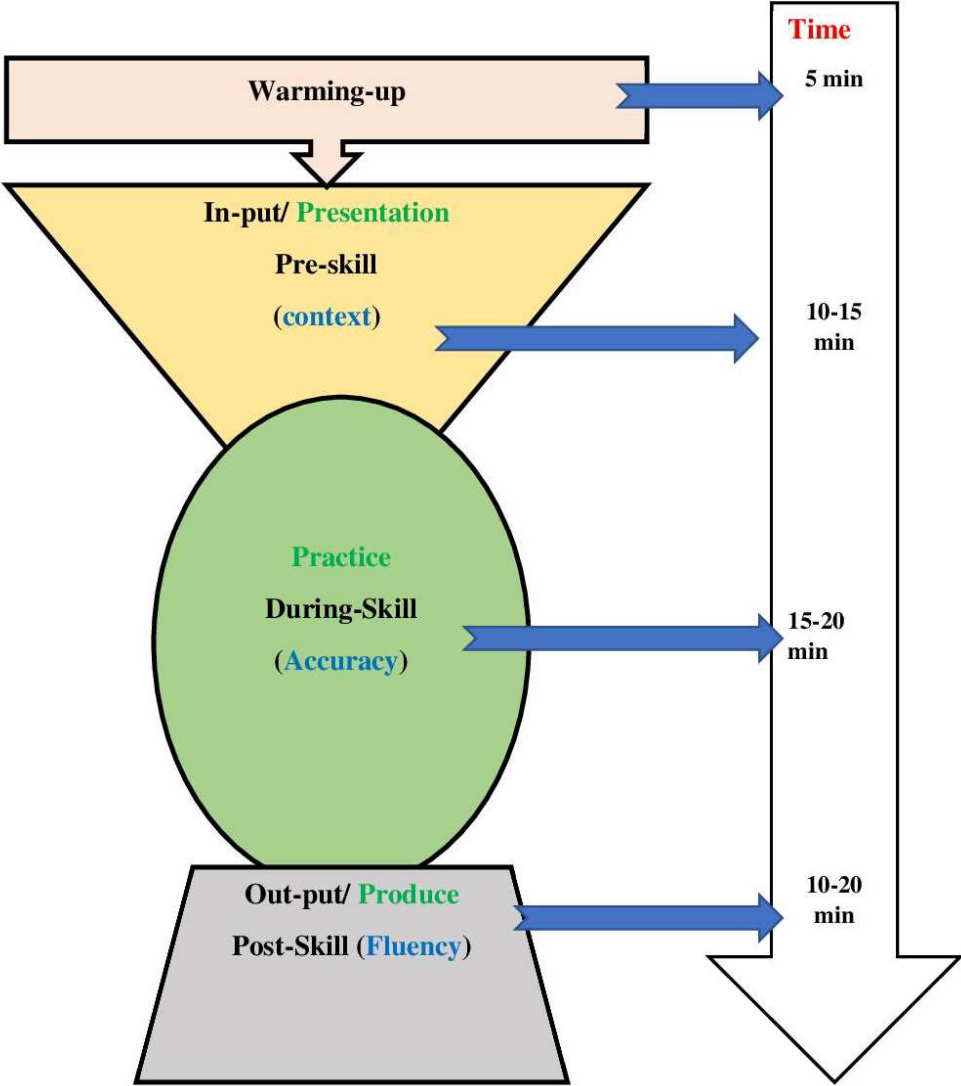 Time
Warming-up
5 min
In-put/ Presentation
Pre-skill
(context)
10-15
min
Practice
During-Skill
(Accuracy)
15-20
min
Out-put/ Produce
Post-Skill (Fluency)
10-20
min